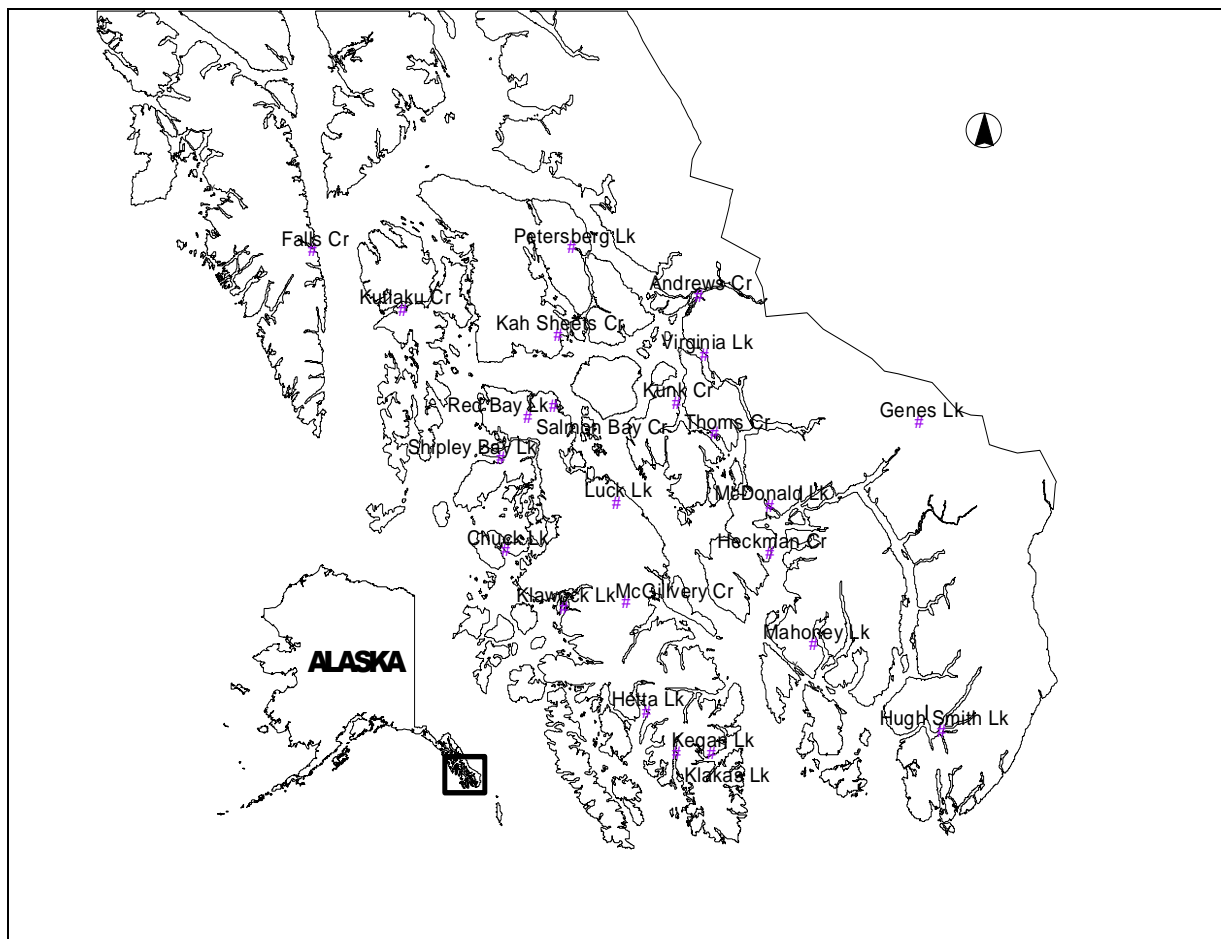 Falls Cr
Petersberg Lk
Kutlaku Cr
Andrews Cr
Kah Sheets Cr
Virginia Lk
Kunk Cr
Red Bay Lk
Salman Bay Cr
Thoms Cr
Genes Lk
Shipley Bay Lk
Luck Lk
McDonald Lk
Chuck Lk
Heckman Cr
Klawock Lk
McGillvery Cr
Mahoney Lk
ALASKA
Hetta Lk
Hugh Smith Lk
Kegan Lk
Klakas Lk